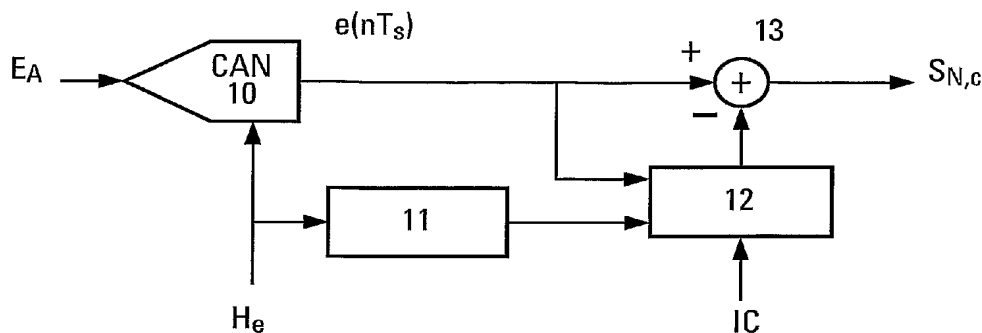 e(nTs)
13
EA
CAN
10
+
+
SN,c
−
11
12
He
IC